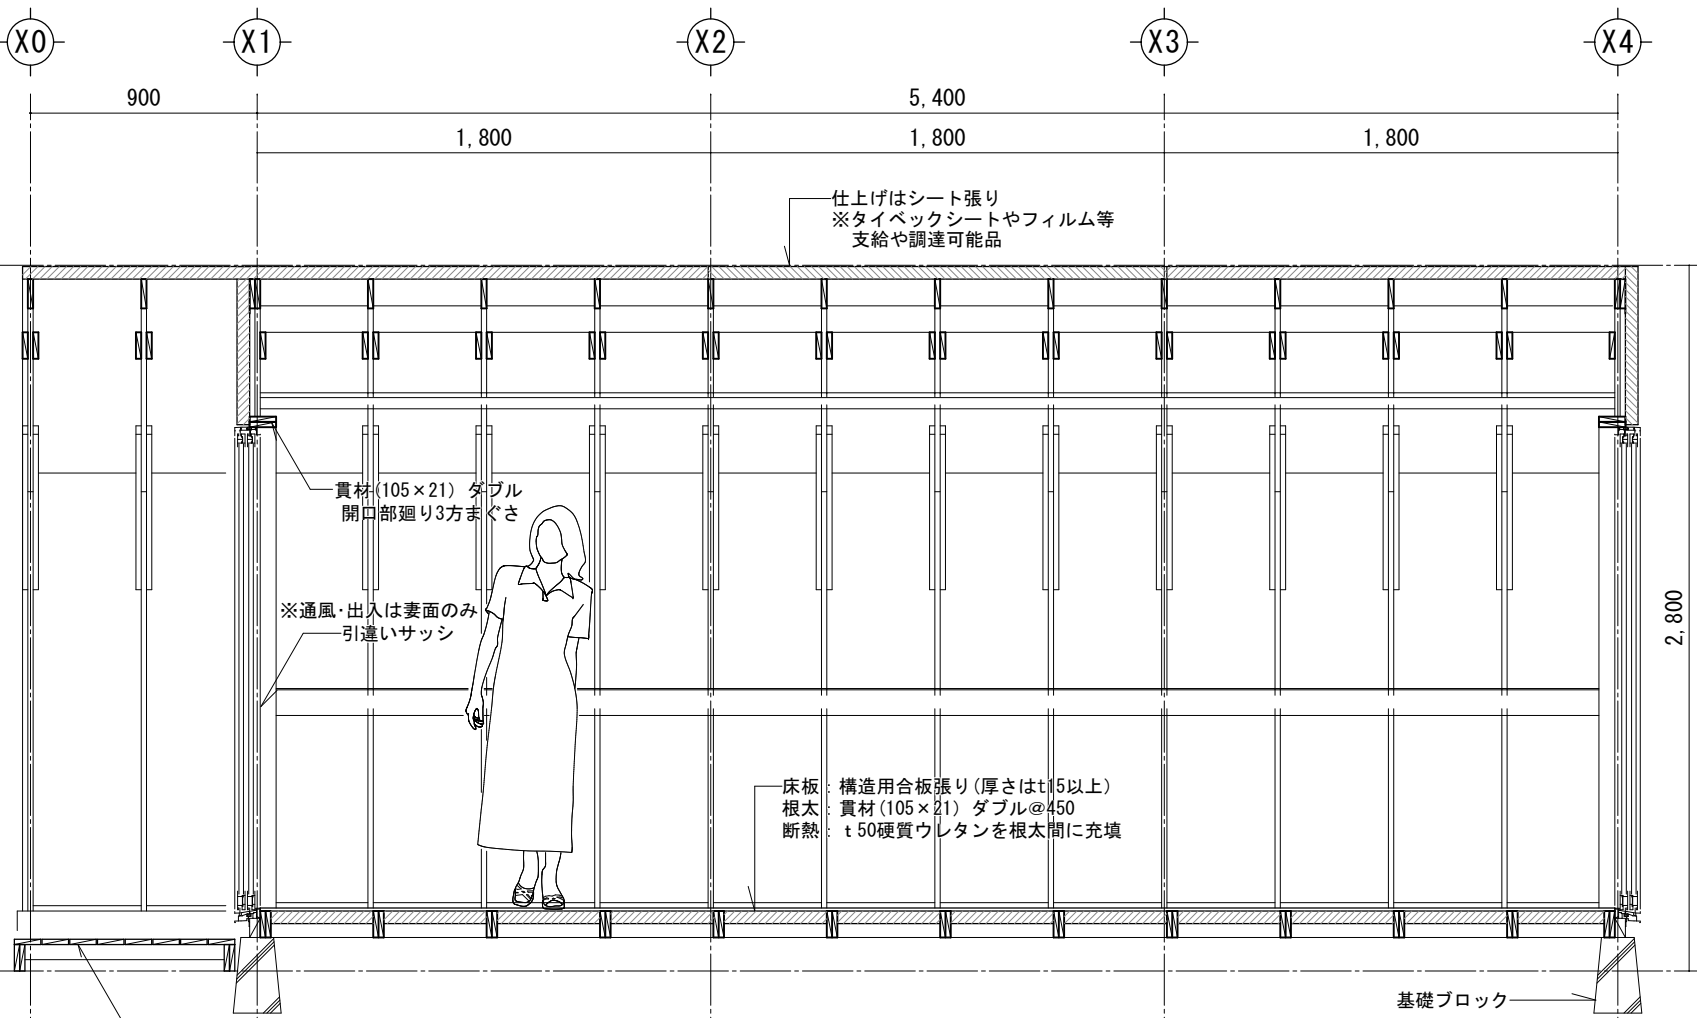 X0 X1 X2 X3 X4
900 5,400
1,800 1,800 1,800
仕上げはシート張り
※タイベックシートやフィルム等
支給や調達可能品
貫材(105×21) ダブル
開口部廻り3方まぐさ
※通風・出入は妻面のみ
引違いサッシ
2,800
床板：構造用合板張り(厚さはt15以上)
根太：貫材(105×21) ダブル@450
断熱：t50硬質ウレタンを根太間に充填
基礎ブロック